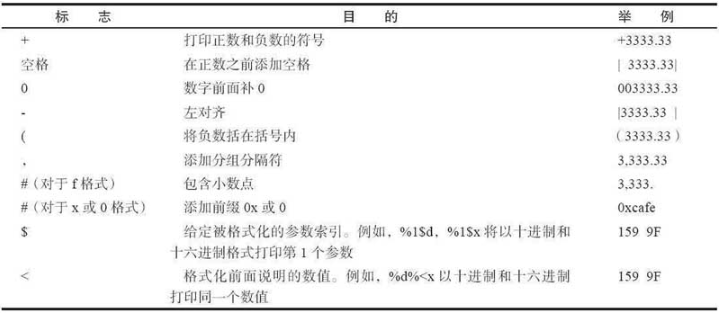 标 志 目 的 举 例
+ 打印正数和负数的符号 +3333.33
空格 在正数之前添加空格 | 3333.33|
0 数字前面补 0 003333.33
- 左对齐 |3333.33 |
( 将负数括在括号内 (3333.33)
, 添加分组分隔符 3,333.33
#(对于 f 格式) 包含小数点 3,333.
#(对于 x 或 0 格式) 添加前缀 0x 或 0 0xcafe
$ 给定被格式化的参数索引。例如，%1$d，%1$x 将以十进制和 159 9F
十六进制格式打印第 1 个参数
< 格式化前面说明的数值。例如，%d%<x 以十进制和十六进制 159 9F
打印同一个数值